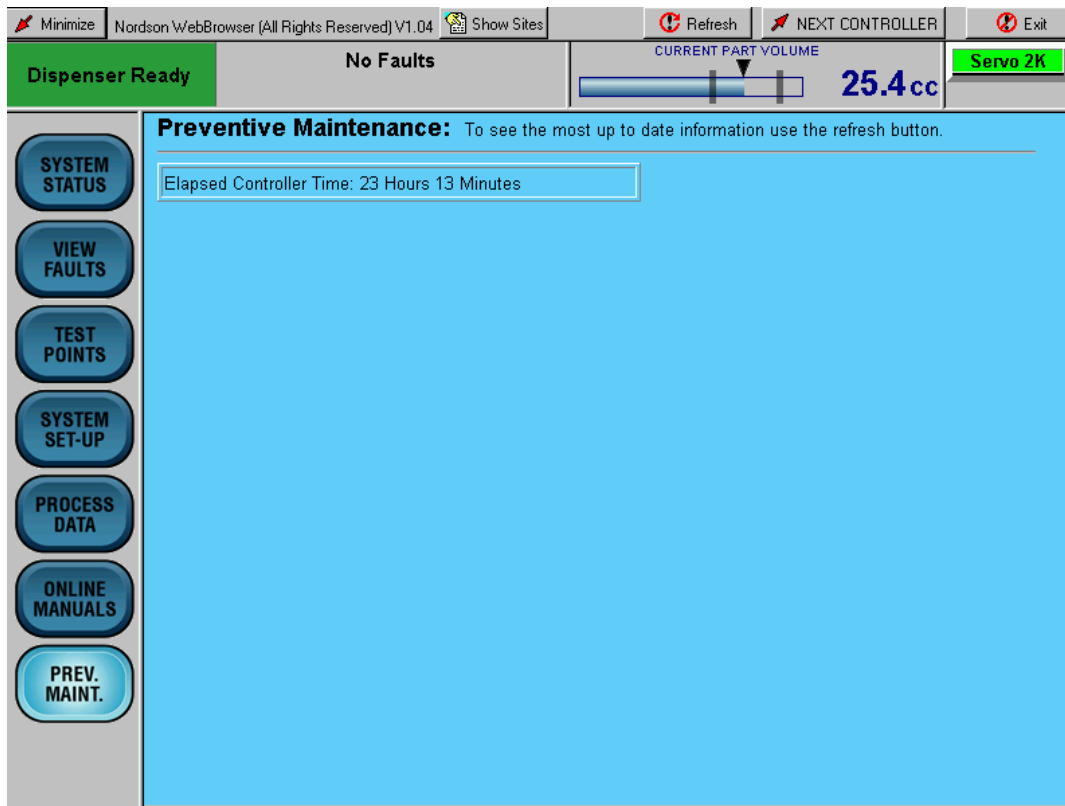 Minimize Nordson WebBrowser (All Rights Reserved) V1.04 Show Sites Refresh NEXT CONTROLLER Exit
Dispenser Ready
No Faults
CURRENT PART VOLUME
25.4 cc
Servo 2K
SYSTEM
STATUS
VIEW
FAULTS
TEST
POINTS
SYSTEM
SET-UP
PROCESS
DATA
ONLINE
MANUALS
PREV.
MAINT.
Preventive Maintenance: To see the most up to date information use the refresh button.
Elapsed Controller Time: 23 Hours 13 Minutes